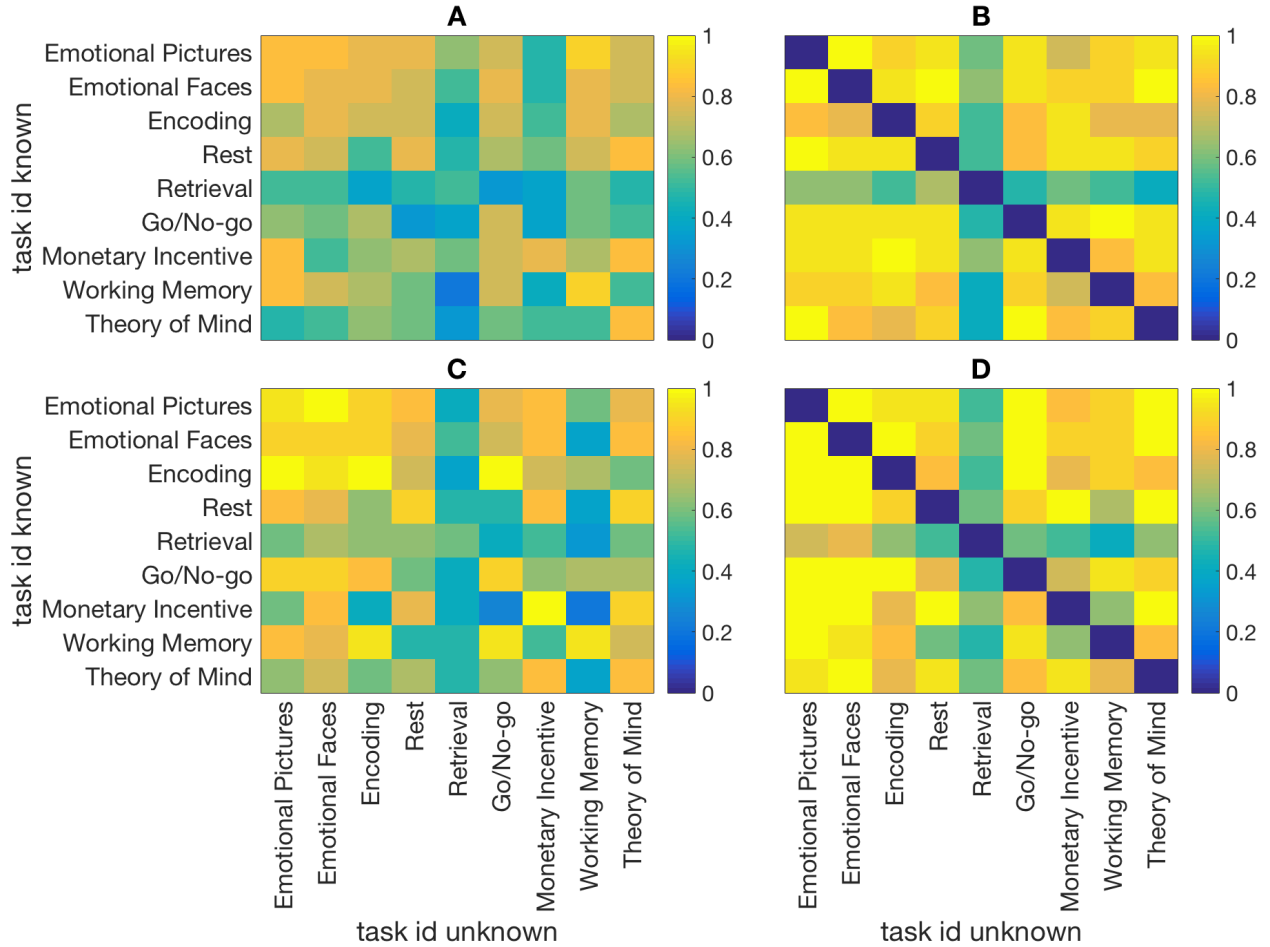 A
B
task id known
Emotional Pictures
Emotional Faces
Encoding
Rest
Retrieval
Go/No-go
Monetary Incentive
Working Memory
Theory of Mind
1
0.8
0.6
0.4
0.2
0
1
0.8
0.6
0.4
0.2
0
C
D
task id known
Emotional Pictures
Emotional Faces
Encoding
Rest
Retrieval
Go/No-go
Monetary Incentive
Working Memory
Theory of Mind
1
0.8
0.6
0.4
0.2
0
1
0.8
0.6
0.4
0.2
0
Emotional Pictures
Emotional Faces
Encoding
Rest
Retrieval
Go/No-go
Monetary Incentive
Working Memory
Theory of Mind
Emotional Pictures
Emotional Faces
Encoding
Rest
Retrieval
Go/No-go
Monetary Incentive
Working Memory
Theory of Mind
task id unknown
task id unknown